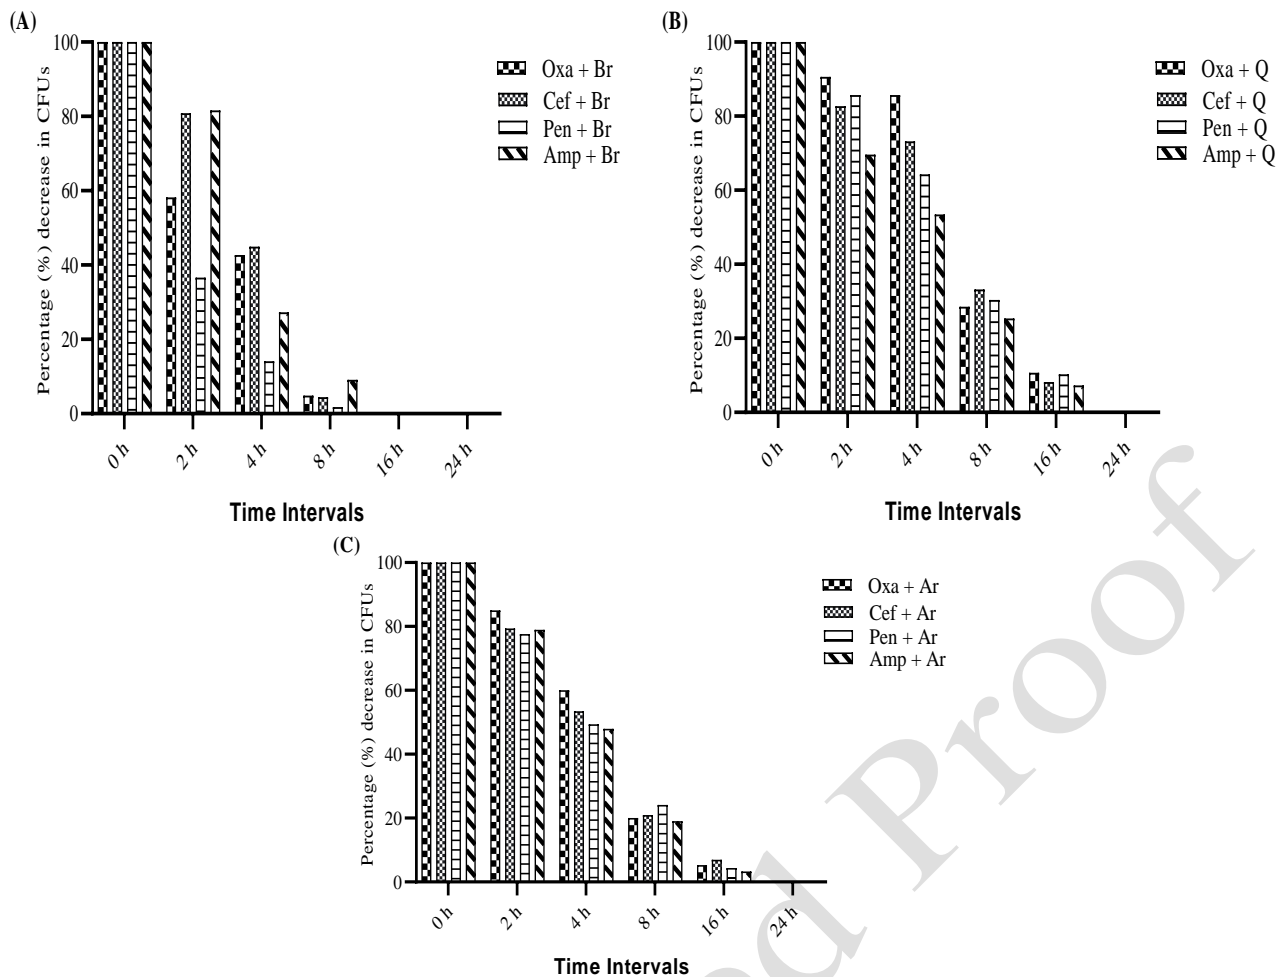 (A)
Percentage (%) decrease in CFUs
100
80
60
40
20
0
0 h
2 h
4 h
8 h
16 h
24 h
Time Intervals
Oxa + Br
Cef + Br
Pen + Br
Amp + Br
(B)
Percentage (%) decrease in CFUs
100
80
60
40
20
0
0 h
2 h
4 h
8 h
16 h
24 h
Time Intervals
Oxa + Q
Cef + Q
Pen + Q
Amp + Q
(C)
Percentage (%) decrease in CFUs
100
80
60
40
20
0
0 h
2 h
4 h
8 h
16 h
24 h
Time Intervals
Oxa + Ar
Cef + Ar
Pen + Ar
Amp + Ar
Proof